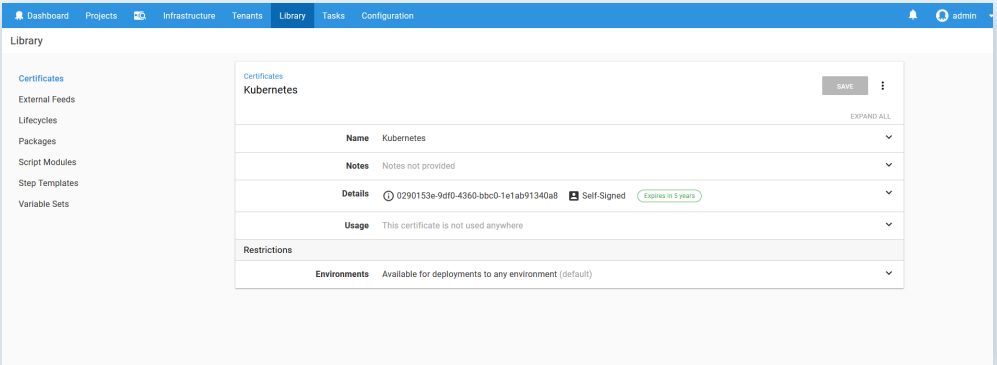 Dashboard Projects Infrastructure Tenants Library Tasks Configuration admin
Library
Certificates
External Feeds
Lifecycles
Packages
Script Modules
Step Templates
Variable Sets
Certificates
Kubernetes
SAVE
EXPAND ALL
Name Kubernetes
Notes Notes not provided
Details 0290153e-9df0-4360-bbc0-1e1ab91340a8 Self-Signed Expires in 5 years
Usage This certificate is not used anywhere
Restrictions
Environments Available for deployments to any environment (default)